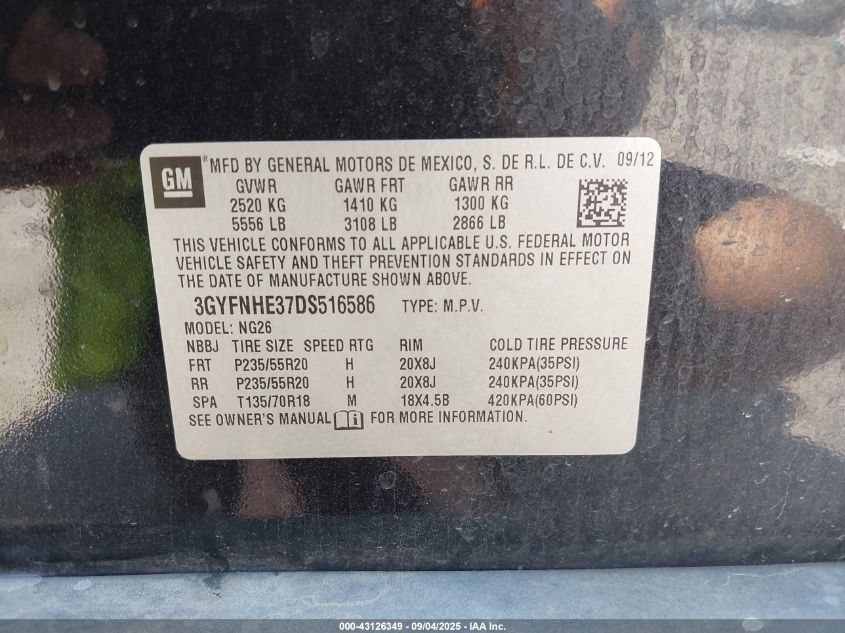 GM ® MFD BY GENERAL MOTORS DE MEXICO, S. DE R.L. DE C.V. 09/12
GVWR GAWR FRT GAWR RR
2520 KG 1410 KG 1300 KG
5556 LB 3108 LB 2866 LB
THIS VEHICLE CONFORMS TO ALL APPLICABLE U.S. FEDERAL MOTOR
VEHICLE SAFETY AND THEFT PREVENTION STANDARDS IN EFFECT ON
THE DATE OF MANUFACTURE SHOWN ABOVE.
3GYFNHE37DS516586 TYPE: M.P.V.
MODEL: NG26
NBBJ TIRE SIZE SPEED RTG RIM COLD TIRE PRESSURE
FRT P235/55R20 H 20X8J 240KPA(35PSI)
RR P235/55R20 H 20X8J 240KPA(35PSI)
SPA T135/70R18 M 18X4.5B 420KPA(60PSI)
SEE OWNER'S MANUAL i FOR MORE INFORMATION.
000-43126349 - 09/04/2025 - IAA Inc.